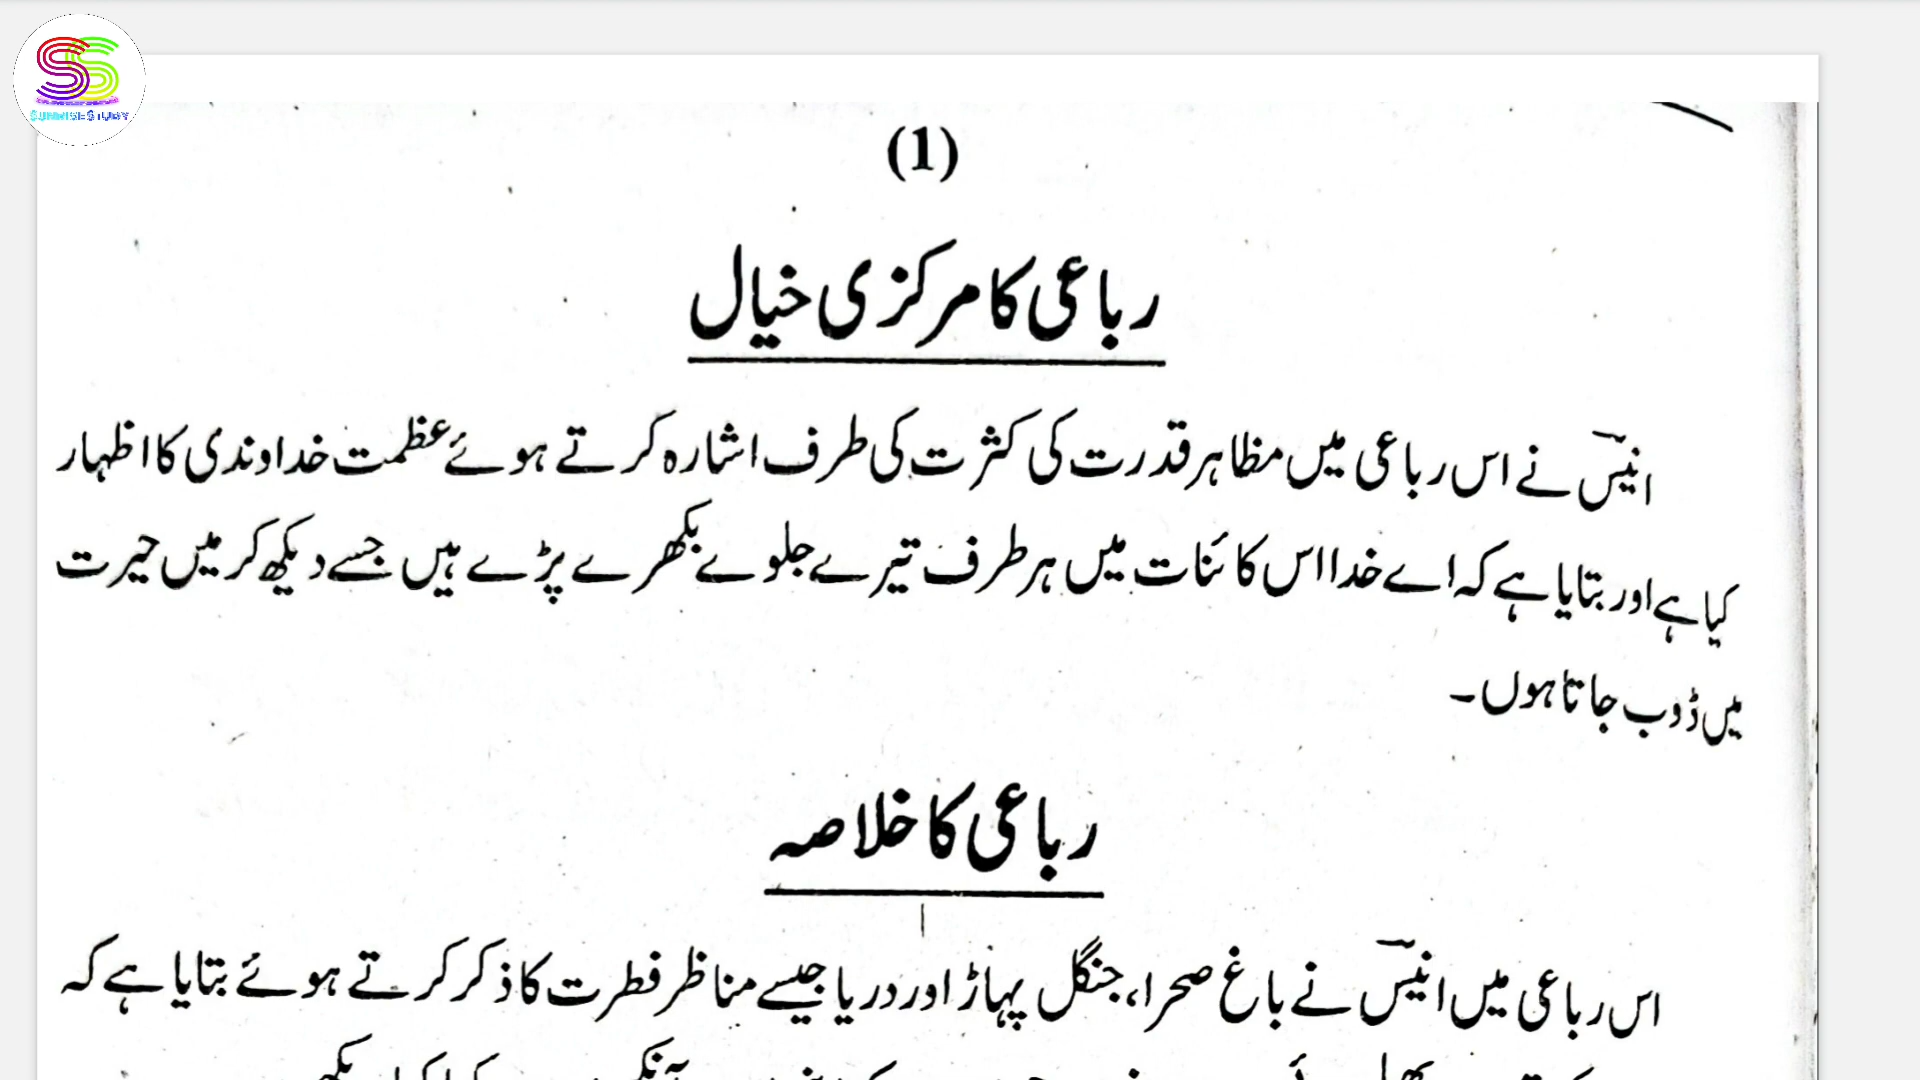 SUNRISE STUDY
(1)
رباعی کا مرکزی خیال
انیسؔ نے اس رباعی میں مظاہر قدرت کی کثرت کی طرف اشارہ کرتے ہوئے عظمت خداوندی کا اظہار
کیا ہے اور بتایا ہے کہ اے خدا اس کائنات میں ہر طرف تیرے جلوے بکھرے پڑے ہیں جسے دیکھ کر میں حیرت
میں ڈوب جاتا ہوں۔
رباعی کا خلاصہ
اس رباعی میں انیسؔ نے باغ صحرا، جنگل پہاڑ اور دریا جیسے مناظر فطرت کا ذکر کرتے ہوئے بتایا ہے کہ